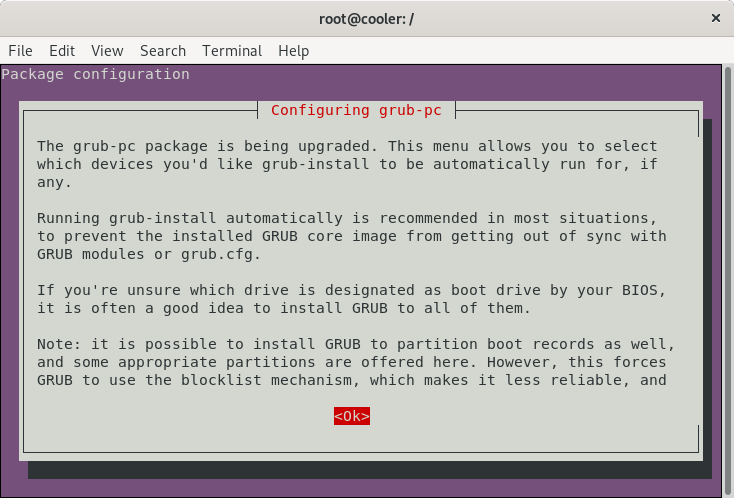 root@cooler: /
File Edit View Search Terminal Help
Package configuration
Configuring grub-pc
The grub-pc package is being upgraded. This menu allows you to select
which devices you'd like grub-install to be automatically run for, if
any.
Running grub-install automatically is recommended in most situations,
to prevent the installed GRUB core image from getting out of sync with
GRUB modules or grub.cfg.
If you're unsure which drive is designated as boot drive by your BIOS,
it is often a good idea to install GRUB to all of them.
Note: it is possible to install GRUB to partition boot records as well,
and some appropriate partitions are offered here. However, this forces
GRUB to use the blocklist mechanism, which makes it less reliable, and
<Ok>